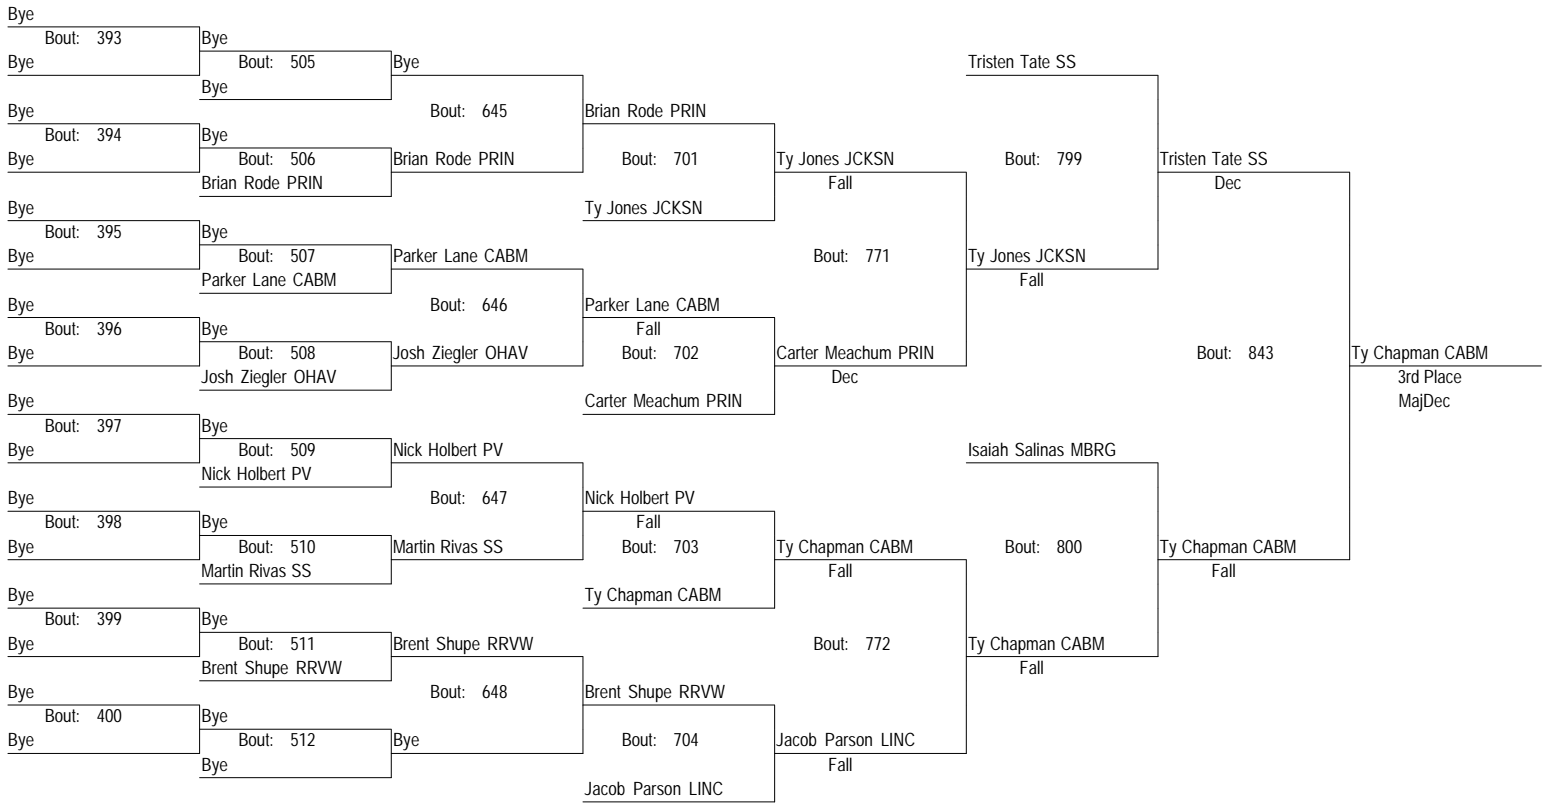 Bye
Bout: 393
Bye
Bye
Bout: 505
Bye
Bye
Bout: 394
Bye
Bye
Bout: 506
Brian Rode PRIN
Bye
Bout: 395
Bye
Bye
Bout: 507
Parker Lane CABM
Bye
Bout: 396
Bye
Bye
Bout: 508
Josh Ziegler OHAV
Bye
Bout: 397
Bye
Bye
Bout: 509
Nick Holbert PV
Bye
Bout: 398
Bye
Bye
Bout: 510
Martin Rivas SS
Bye
Bout: 399
Bye
Bye
Bout: 511
Brent Shupe RRVW
Bye
Bout: 400
Bye
Bye
Bout: 512
Bye
Bye
Bout: 645
Brian Rode PRIN
Parker Lane CABM
Bout: 646
Josh Ziegler OHAV
Nick Holbert PV
Bout: 647
Martin Rivas SS
Brent Shupe RRVW
Bout: 648
Bye
Brian Rode PRIN
Bout: 701
Ty Jones JCKSN
Parker Lane CABM
Fall
Bout: 702
Carter Meachum PRIN
Nick Holbert PV
Fall
Bout: 703
Ty Chapman CABM
Brent Shupe RRVW
Bout: 704
Jacob Parson LINC
Ty Jones JCKSN
Fall
Bout: 771
Carter Meachum PRIN
Dec
Ty Chapman CABM
Fall
Bout: 772
Jacob Parson LINC
Fall
Tristen Tate SS
Bout: 799
Ty Jones JCKSN
Fall
Isaiah Salinas MBRG
Bout: 800
Ty Chapman CABM
Fall
Tristen Tate SS
Dec
Bout: 843
Ty Chapman CABM
Fall
Ty Chapman CABM
3rd Place
MajDec